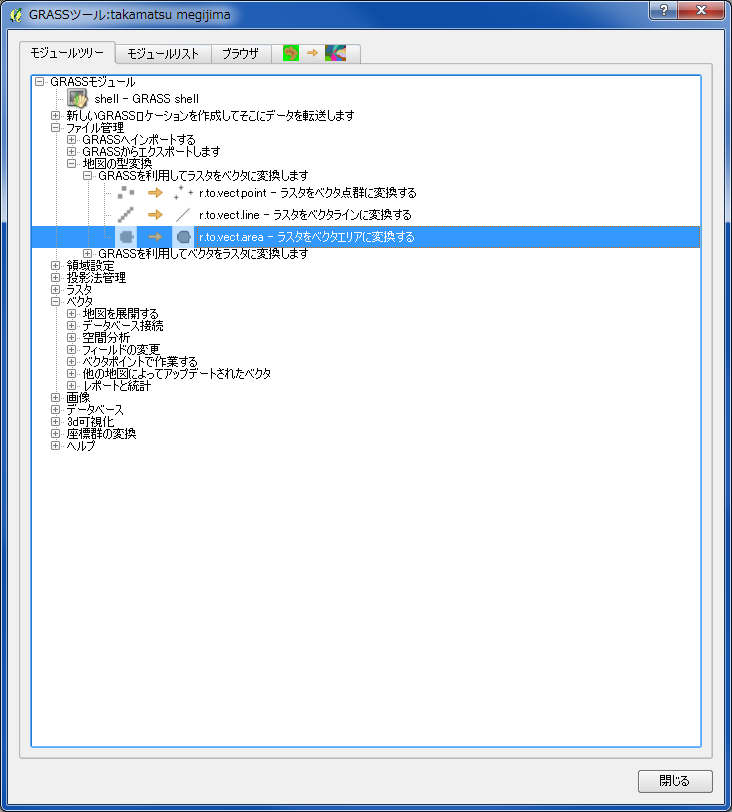 GRASSツール:takamatsu megijima
モジュールツリー モジュールリスト ブラウザ
GRASSモジュール
shell - GRASS shell
新しいGRASSロケーションを作成してそこにデータを転送します
ファイル管理
GRASSへインポートする
GRASSからエクスポートします
地図の型変換
GRASSを利用してラスタをベクタに変換します
r.to.vect.point - ラスタをベクタ点群に変換する
r.to.vect.line - ラスタをベクタラインに変換する
r.to.vect.area - ラスタをベクタエリアに変換する
GRASSを利用してベクタをラスタに変換します
領域設定
投影法管理
ラスタ
ベクタ
地図を展開する
データベース接続
空間分析
フィールドの変更
ベクタポイントで作業する
他の地図によってアップデートされたベクタ
レポートと統計
画像
データベース
3d可視化
座標群の変換
ヘルプ
閉じる